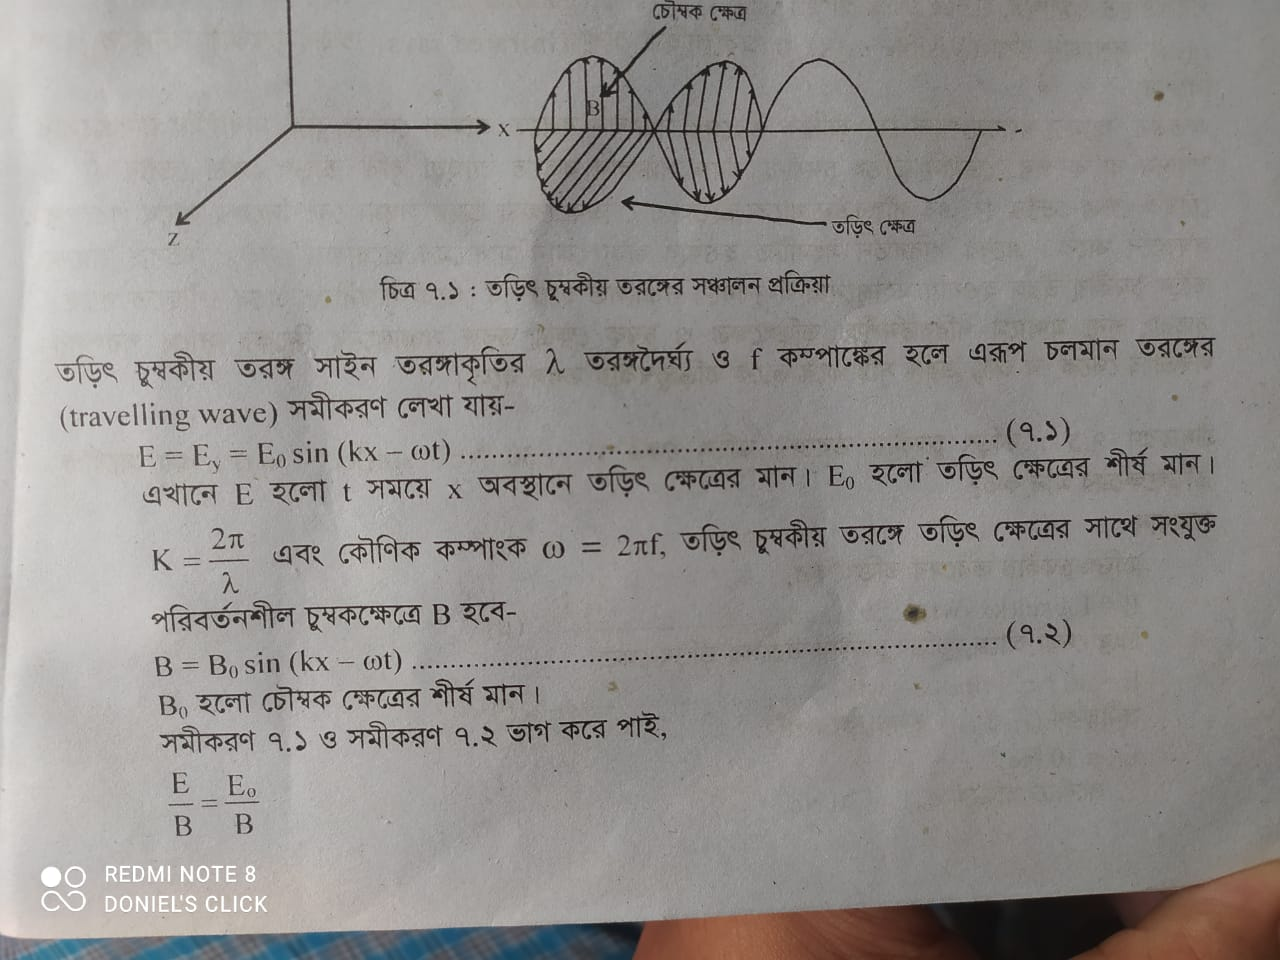 চৌম্বক ক্ষেত্র
B
X
Z
তড়িৎ ক্ষেত্র
চিত্র ৭.১ : তড়িৎ চুম্বকীয় তরঙ্গের সঞ্চালন প্রক্রিয়া
তড়িৎ চুম্বকীয় তরঙ্গ সাইন তরঙ্গাকৃতির λ তরঙ্গদৈর্ঘ্য ও f কম্পাঙ্কের হলে এরূপ চলমান তরঙ্গের
(travelling wave) সমীকরণ লেখা যায়-
E = Ey = E₀ sin (kx – ωt) .......................................................................... (৭.১)
এখানে E হলো t সময়ে x অবস্থানে তড়িৎ ক্ষেত্রের মান। E₀ হলো তড়িৎ ক্ষেত্রের শীর্ষ মান।
K = 2π/λ এবং কৌণিক কম্পাংক ω = 2πf, তড়িৎ চুম্বকীয় তরঙ্গে তড়িৎ ক্ষেত্রের সাথে সংযুক্ত
পরিবর্তনশীল চুম্বকক্ষেত্রে B হবে-
B = B₀ sin (kx – ωt) ................................................................................ (৭.২)
B₀ হলো চৌম্বক ক্ষেত্রের শীর্ষ মান।
সমীকরণ ৭.১ ও সমীকরণ ৭.২ ভাগ করে পাই,
E/B = E₀/B
REDMI NOTE 8
DONIEL'S CLICK